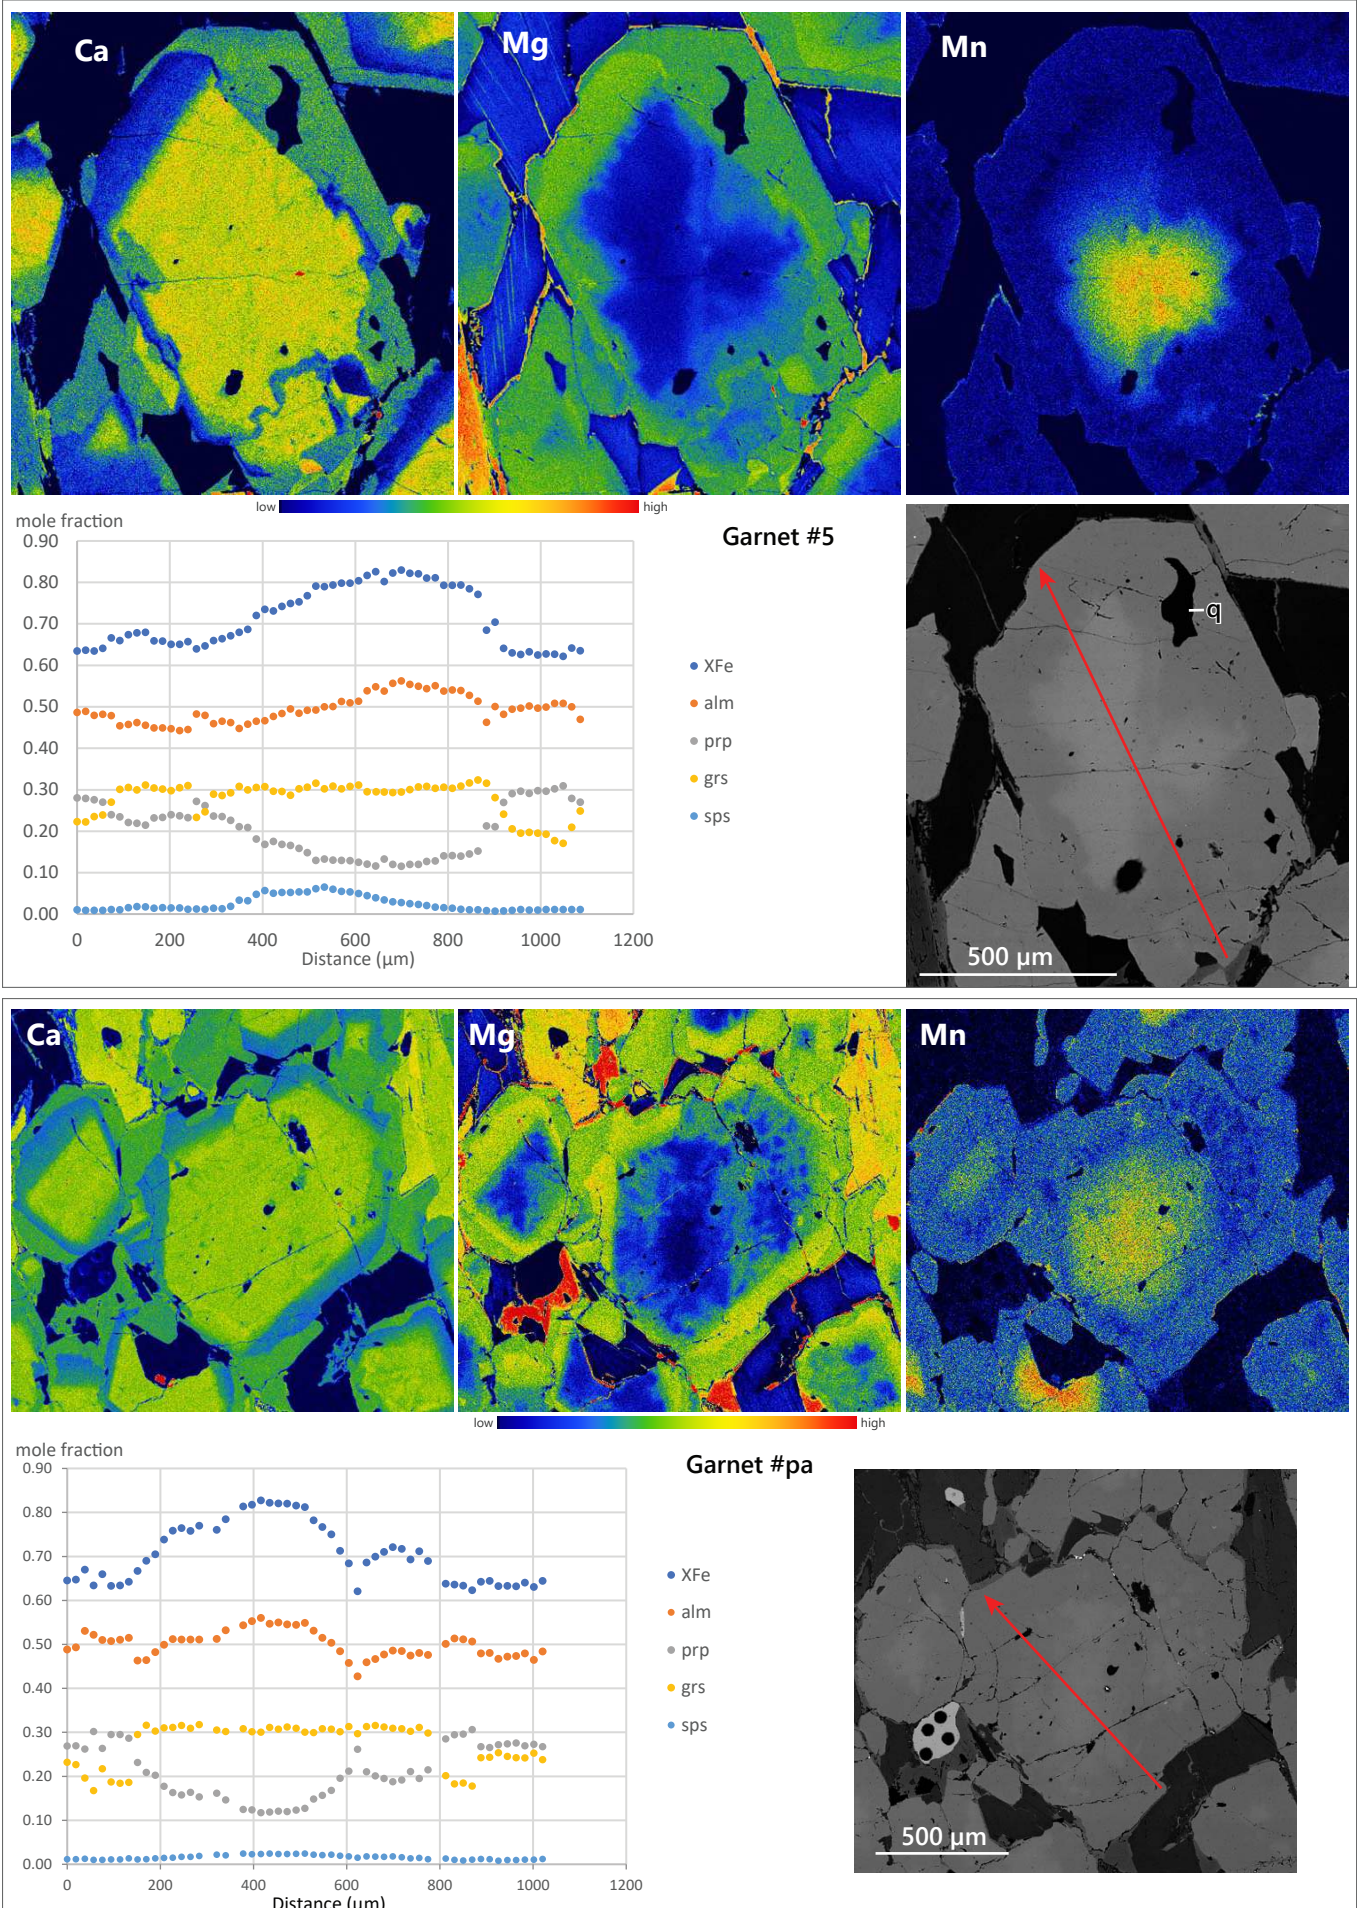 Ca
Mg
Mn
low
high
mole fraction
Garnet #5
0.90
0.80
0.70
0.60
0.50
0.40
0.30
0.20
0.10
0.00
0
200
400
600
800
1000
1200
Distance (µm)
XFe
alm
prp
grs
sps
q
500 µm
Ca
Mg
Mn
low
high
mole fraction
Garnet #pa
0.90
0.80
0.70
0.60
0.50
0.40
0.30
0.20
0.10
0.00
0
200
400
600
800
1000
1200
Distance (µm)
XFe
alm
prp
grs
sps
500 µm